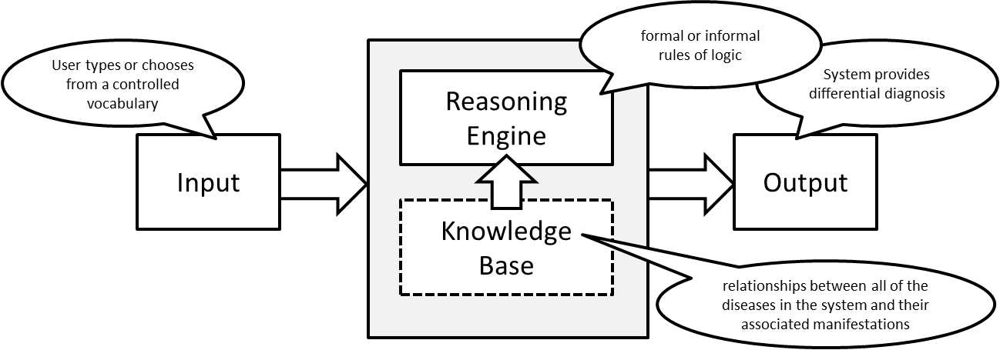 User types or chooses
from a controlled
vocabulary
Input
formal or informal
rules of logic
Reasoning
Engine
Knowledge
Base
relationships between all of the
diseases in the system and their
associated manifestations
System provides
differential diagnosis
Output